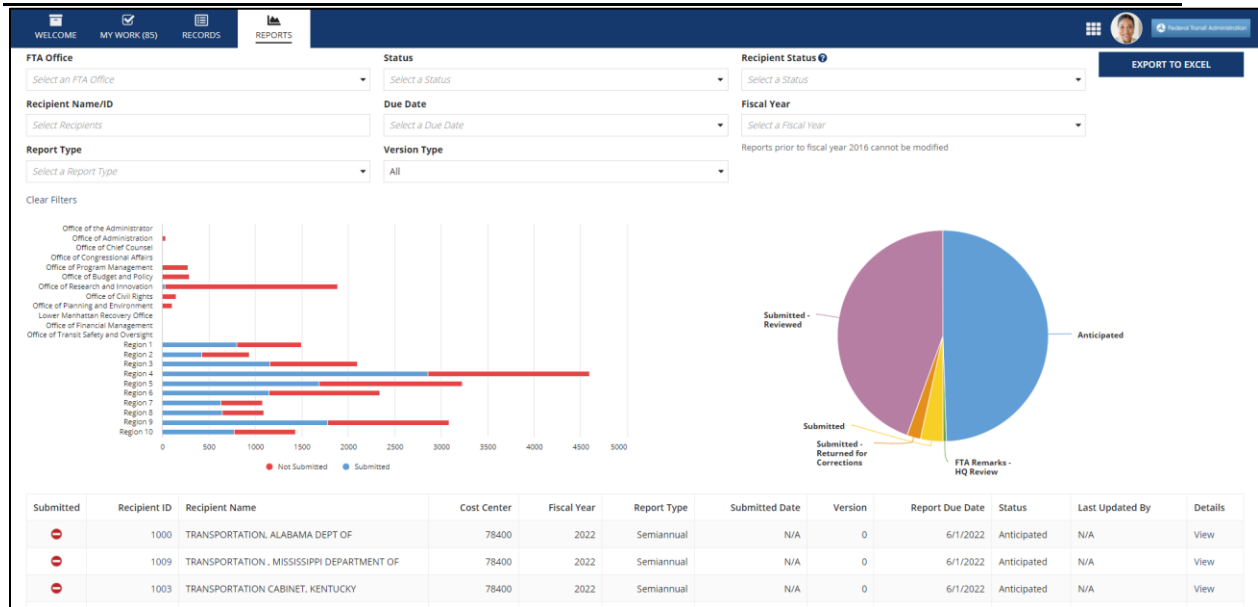 WELCOME
MY WORK (85)
RECORDS
REPORTS
Federal Transit Administration
FTA Office
Status
Recipient Status
EXPORT TO EXCEL
Select an FTA Office
Select a Status
Select a Status
Recipient Name/ID
Due Date
Fiscal Year
Select Recipients
Select a Due Date
Select a Fiscal Year
Report Type
Version Type
Reports prior to fiscal year 2016 cannot be modified
Select a Report Type
All
Clear Filters
Office of the Administrator
Office of Administration
Office of Chief Counsel
Office of Congressional Affairs
Office of Program Management
Office of Budget and Policy
Office of Research and Innovation
Office of Civil Rights
Office of Planning and Environment
Lower Manhattan Recovery Office
Office of Financial Management
Office of Transit Safety and Oversight
Region 1
Region 2
Region 3
Region 4
Region 5
Region 6
Region 7
Region 8
Region 9
Region 10
0 500 1000 1500 2000 2500 3000 3500 4000 4500 5000
Not Submitted Submitted
Submitted -
Reviewed
Anticipated
Submitted
Submitted -
Returned for
Corrections
FTA Remarks -
HQ Review
Submitted Recipient ID Recipient Name Cost Center Fiscal Year Report Type Submitted Date Version Report Due Date Status Last Updated By Details
1000 TRANSPORTATION, ALABAMA DEPT OF 78400 2022 Semiannual N/A 0 6/1/2022 Anticipated N/A View
1009 TRANSPORTATION , MISSISSIPPI DEPARTMENT OF 78400 2022 Semiannual N/A 0 6/1/2022 Anticipated N/A View
1003 TRANSPORTATION CABINET, KENTUCKY 78400 2022 Semiannual N/A 0 6/1/2022 Anticipated N/A View